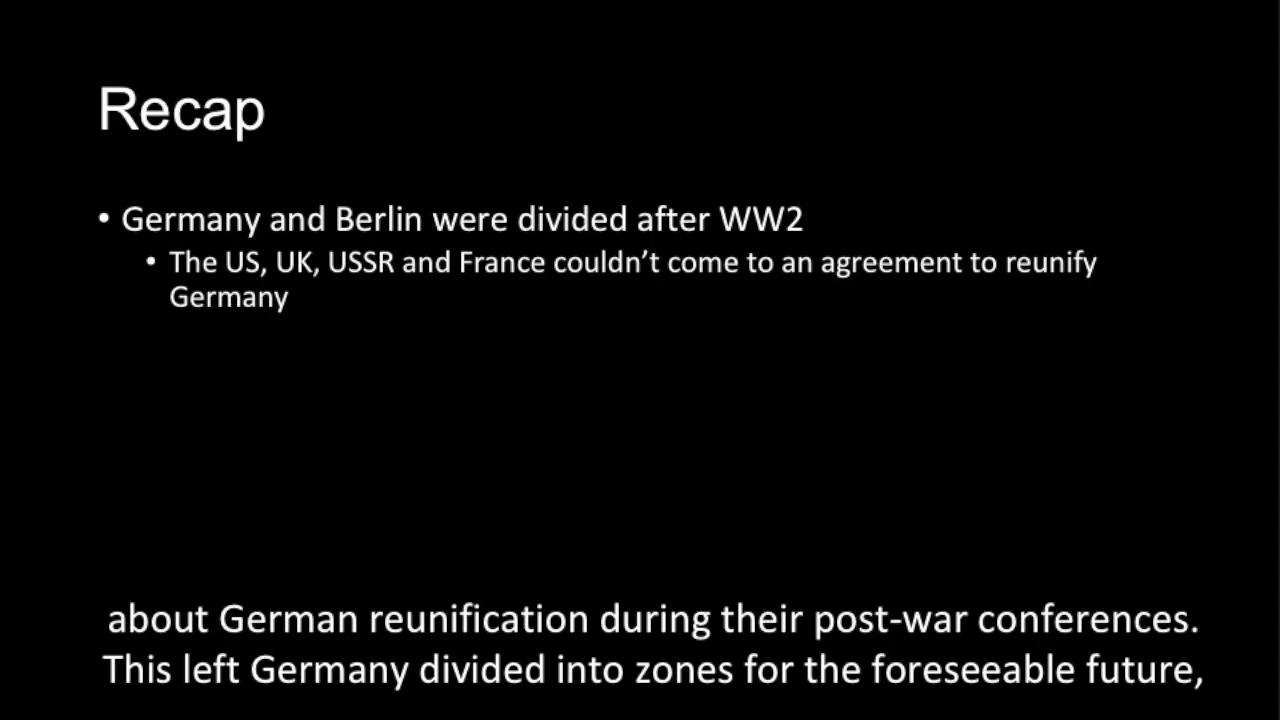 Recap
• Germany and Berlin were divided after WW2
• The US, UK, USSR and France couldn’t come to an agreement to reunify
Germany
about German reunification during their post-war conferences.
This left Germany divided into zones for the foreseeable future,